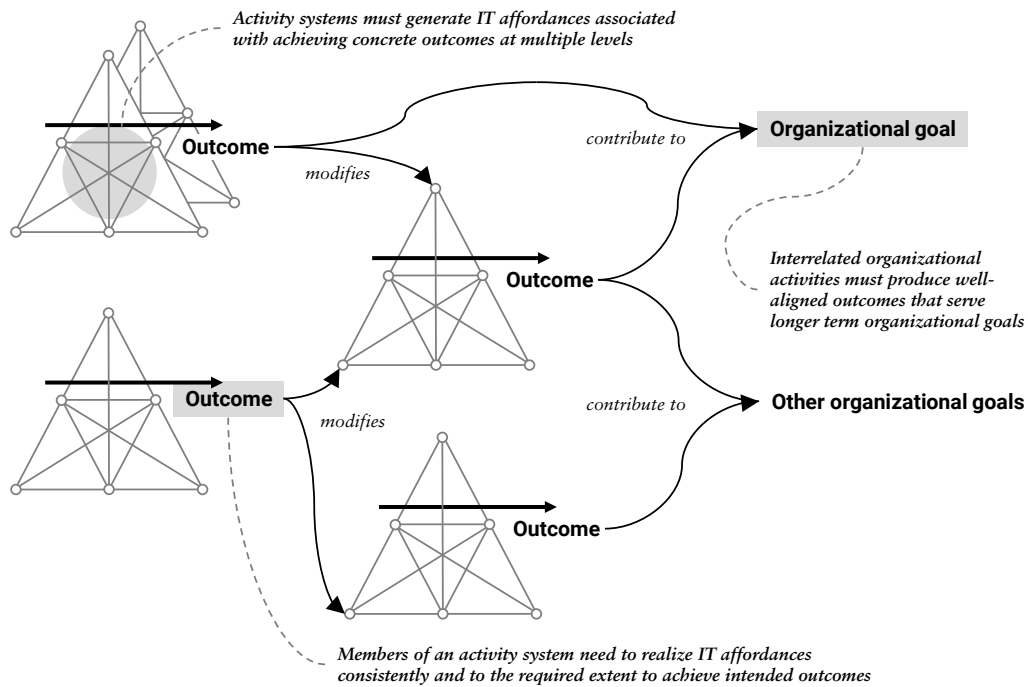 Activity systems must generate IT affordances associated
with achieving concrete outcomes at multiple levels
Outcome
modifies
contribute to
Organizational goal
Outcome
Interrelated organizational
activities must produce well-
aligned outcomes that serve
longer term organizational goals
Outcome
modifies
contribute to
Other organizational goals
Outcome
Members of an activity system need to realize IT affordances
consistently and to the required extent to achieve intended outcomes